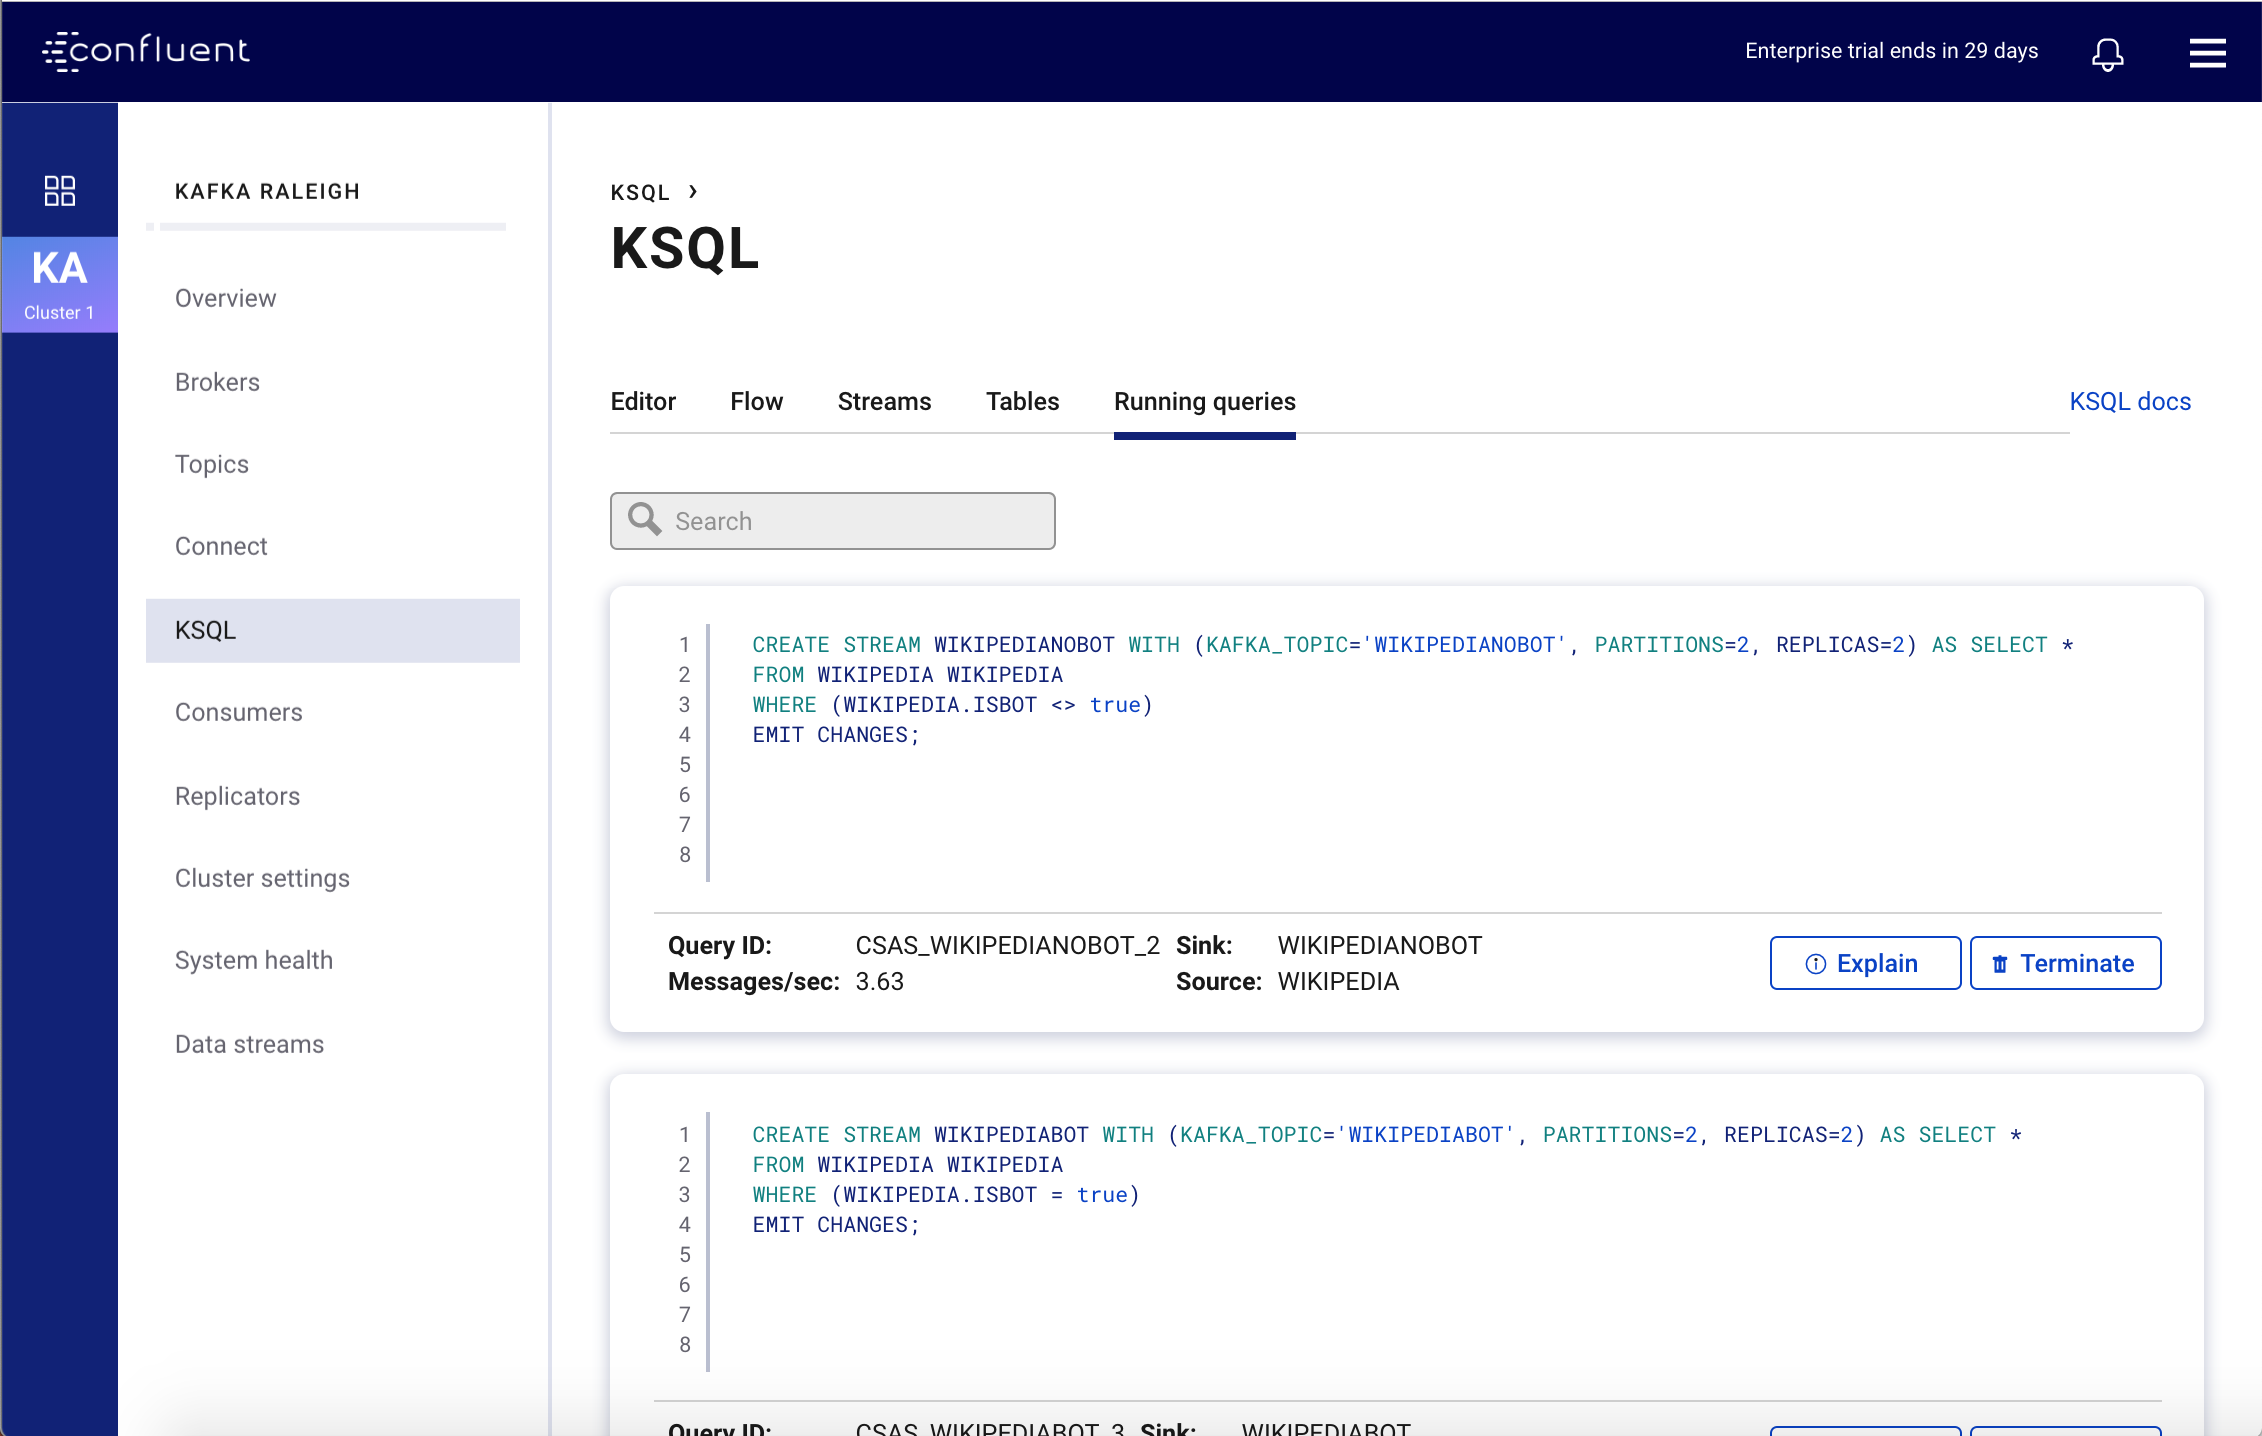 confluent
Enterprise trial ends in 29 days
KA
Cluster 1
KAFKA RALEIGH
Overview
Brokers
Topics
Connect
KSQL
Consumers
Replicators
Cluster settings
System health
Data streams
KSQL ›
KSQL
Editor Flow Streams Tables Running queries KSQL docs
Search
1 CREATE STREAM WIKIPEDIANOBOT WITH (KAFKA_TOPIC='WIKIPEDIANOBOT', PARTITIONS=2, REPLICAS=2) AS SELECT *
2 FROM WIKIPEDIA WIKIPEDIA
3 WHERE (WIKIPEDIA.ISBOT <> true)
4 EMIT CHANGES;
5
6
7
8
Query ID: CSAS_WIKIPEDIANOBOT_2 Sink: WIKIPEDIANOBOT
Messages/sec: 3.63 Source: WIKIPEDIA
Explain Terminate
1 CREATE STREAM WIKIPEDIABOT WITH (KAFKA_TOPIC='WIKIPEDIABOT', PARTITIONS=2, REPLICAS=2) AS SELECT *
2 FROM WIKIPEDIA WIKIPEDIA
3 WHERE (WIKIPEDIA.ISBOT = true)
4 EMIT CHANGES;
5
6
7
8
Query ID: CSAS_WIKIPEDIABOT_3 Sink: WIKIPEDIABOT